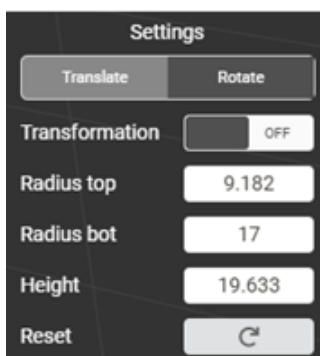 Settings
Translate Rotate
Transformation OFF
Radius top 9.182
Radius bot 17
Height 19.633
Reset